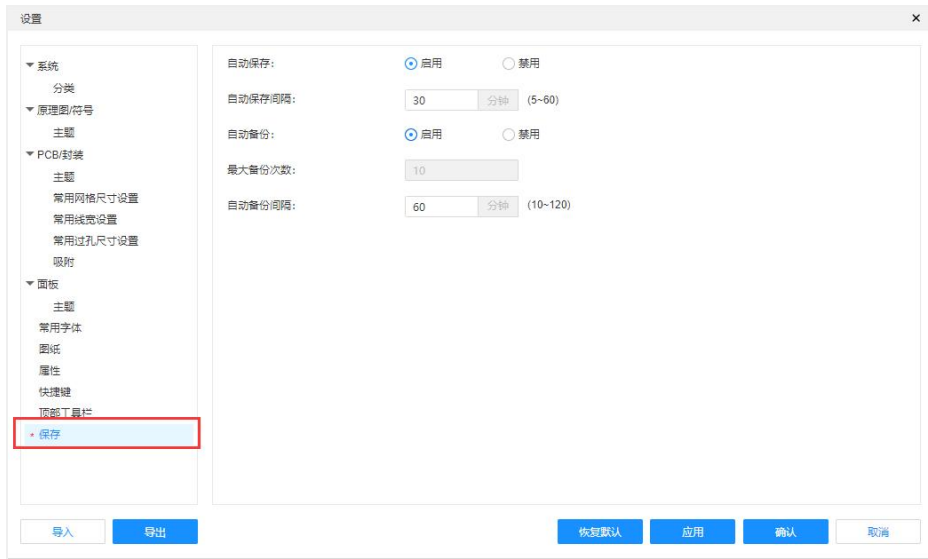 设置
×
系统
分类
原理图/符号
主题
PCB/封装
主题
常用网格尺寸设置
常用线宽设置
常用过孔尺寸设置
吸附
面板
主题
常用字体
图纸
属性
快捷键
顶部工具栏
* 保存
自动保存: 启用 禁用
自动保存间隔: 30 分钟 (5~60)
自动备份: 启用 禁用
最大备份次数: 10
自动备份间隔: 60 分钟 (10~120)
导入 导出 恢复默认 应用 确认 取消